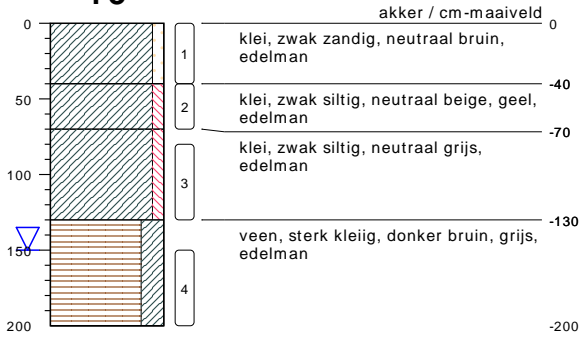 akker / cm-maaiveld
0
0
1
klei, zwak zandig, neutraal bruin,
edelman
-40
50
2
klei, zwak siltig, neutraal beige, geel,
edelman
-70
klei, zwak siltig, neutraal grijs,
edelman
100
3
-130
veen, sterk kleiig, donker bruin, grijs,
edelman
150
4
200
-200